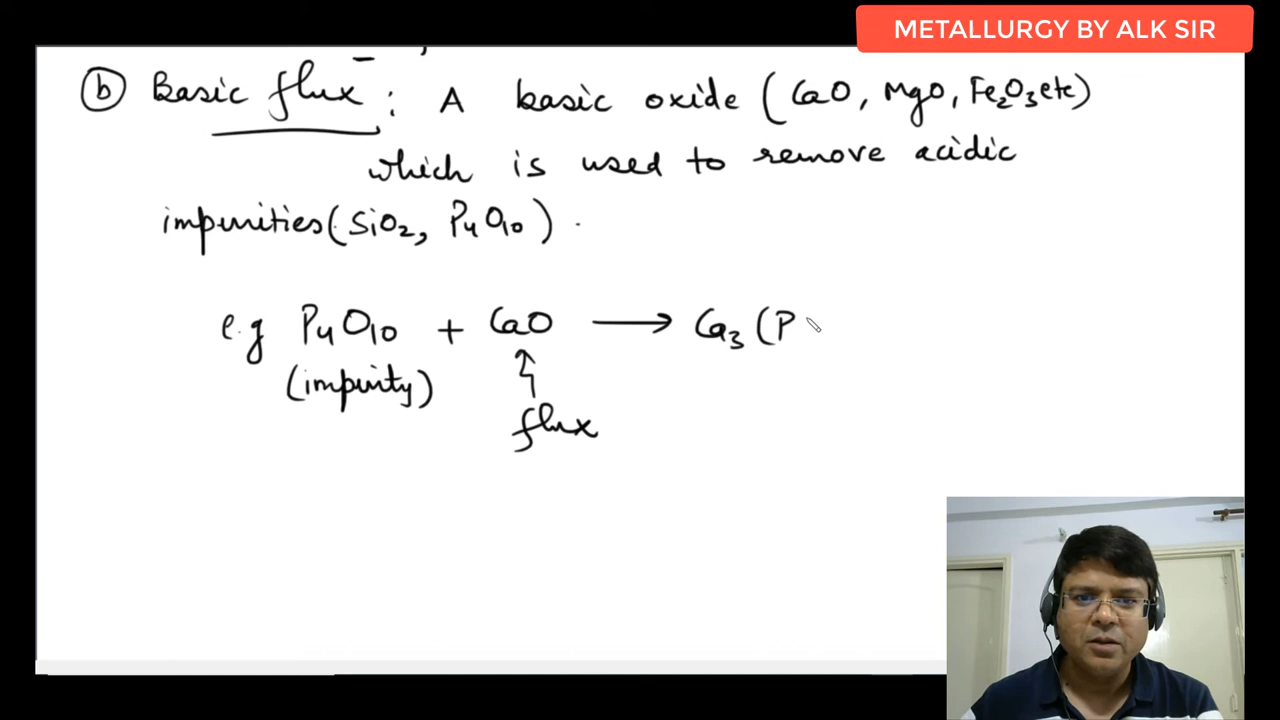 METALLURGY BY ALK SIR
(b) Basic flux : A basic oxide (CaO, MgO, Fe2O3 etc)
which is used to remove acidic
impurities (SiO2, P4O10).
e.g P4O10 + CaO → Ca3(P
(impurity)
flux